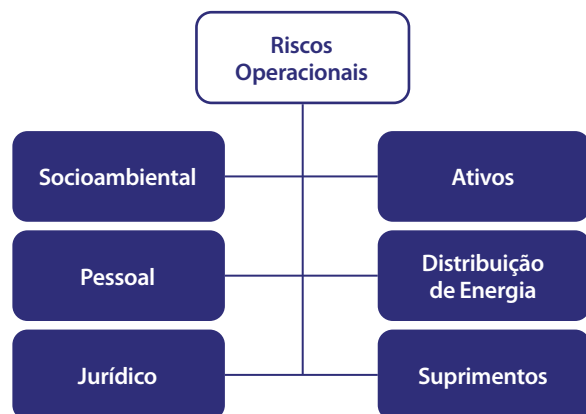 Riscos
Operacionais
Socioambiental
Ativos
Pessoal
Distribuição
de Energia
Jurídico
Suprimentos